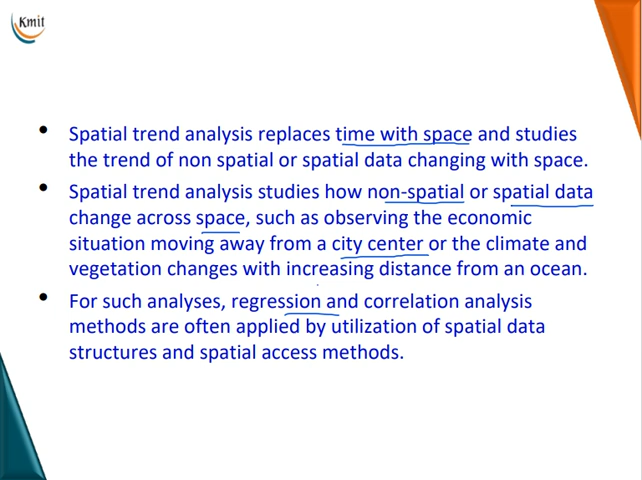 Kmit
• Spatial trend analysis replaces time with space and studies
the trend of non spatial or spatial data changing with space.
• Spatial trend analysis studies how non-spatial or spatial data
change across space, such as observing the economic
situation moving away from a city center or the climate and
vegetation changes with increasing distance from an ocean.
• For such analyses, regression and correlation analysis
methods are often applied by utilization of spatial data
structures and spatial access methods.